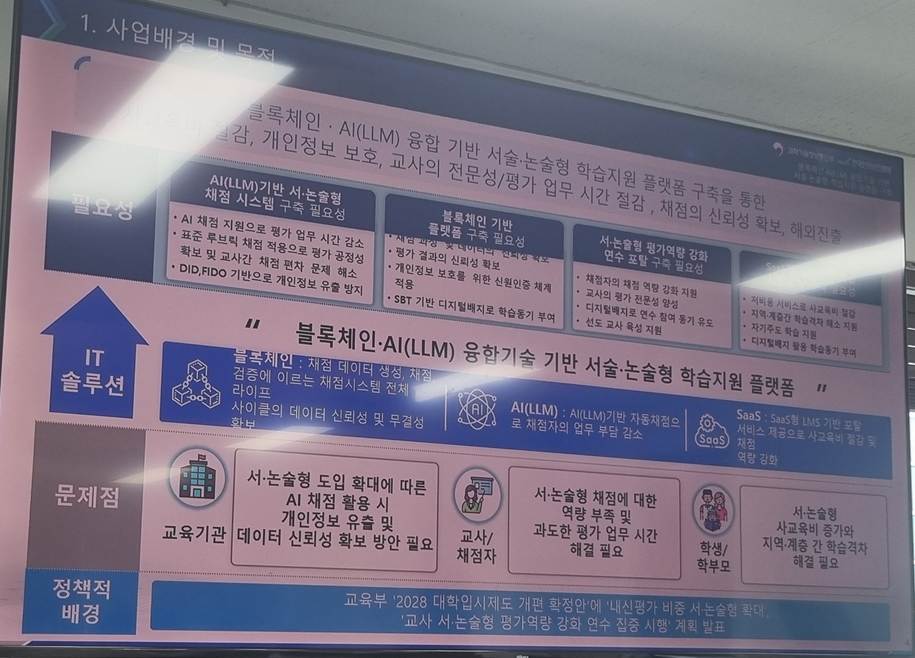 1. 사업배경 및 목적
블록체인 · AI(LLM) 융합 기반 서술·논술형 학습지원 플랫폼 구축을 통한
절감, 개인정보 보호, 교사의 전문성/평가 업무 시간 절감 , 채점의 신뢰성 확보, 해외진출
필요성
AI(LLM)기반 서·논술형
채점 시스템 구축 필요성
• AI 채점 지원으로 평가 업무 시간 감소
• 표준 루브릭 채점 적용으로 평가 공정성
확보 및 교사간 채점 편차 문제 해소
• DID,FIDO 기반으로 개인정보 유출 방지
블록체인 기반
플랫폼 구축 필요성
• 채점 과정 및 데이터의 신뢰성 확보
평가 결과의 신뢰성 확보
• 개인정보 보호를 위한 신원인증 체계
적용
• SBT 기반 디지털배지로 학습동기 부여
서·논술형 평가역량 강화
연수 포탈 구축 필요성
• 채점자의 채점 역량 강화 지원
• 교사의 평가 전문성 양성
• 디지털배지로 연수 참여 동기 유도
• 선도 교사 육성 지원
• 저비용 서비스로 사교육비 절감
• 지역·계층간 학습격차 해소 지원
• 자기주도 학습 지원
• 디지털배지 활용 학습동기 부여
IT
솔루션
“ 블록체인·AI(LLM) 융합기술 기반 서술·논술형 학습지원 플랫폼 ”
블록체인 : 채점 데이터 생성, 채점
검증에 이르는 채점시스템 전체
라이프
사이클의 데이터 신뢰성 및 무결성
확보
AI
AI(LLM) : AI(LLM)기반 자동채점으
로 채점자의 업무 부담 감소
SaaS
SaaS : SaaS형 LMS 기반 포탈
서비스 제공으로 사교육비 절감 및
채점
역량 강화
문제점
교육기관
서·논술형 도입 확대에 따른
AI 채점 활용 시
개인정보 유출 및
데이터 신뢰성 확보 방안 필요
교사/
채점자
서·논술형 채점에 대한
역량 부족 및
과도한 평가 업무 시간
해결 필요
학생/
학부모
서·논술형
사교육비 증가와
지역·계층 간 학습격차
해결 필요
정책적
배경
교육부 '2028 대학입시제도 개편 확정안'에 '내신평가 비중 서·논술형 확대',
'교사 서·논술형 평가역량 강화 연수 집중 시행' 계획 발표